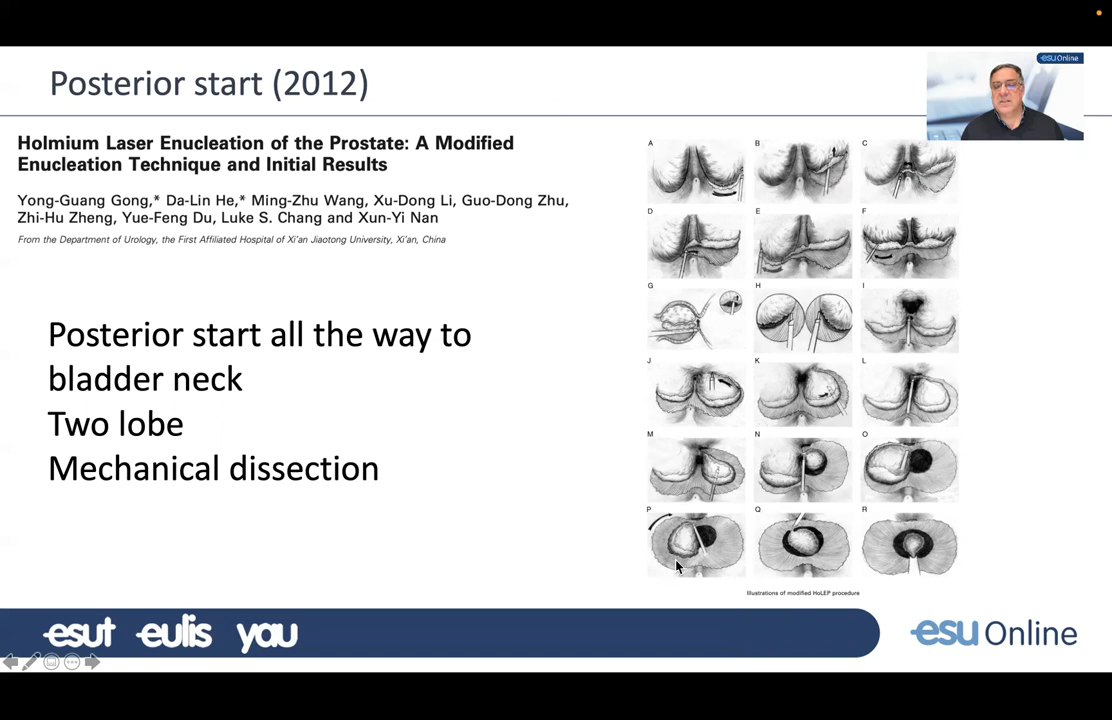 Posterior start (2012)
esu Online
Holmium Laser Enucleation of the Prostate: A Modified
Enucleation Technique and Initial Results
Yong-Guang Gong,* Da-Lin He,* Ming-Zhu Wang, Xu-Dong Li, Guo-Dong Zhu,
Zhi-Hu Zheng, Yue-Feng Du, Luke S. Chang and Xun-Yi Nan
From the Department of Urology, the First Affiliated Hospital of Xi'an Jiaotong University, Xi'an, China
Posterior start all the way to
bladder neck
Two lobe
Mechanical dissection
A B C
D E F
G H I
J K L
M N O
P Q R
Illustrations of modified HoLEP procedure
esut eulis yau
esu Online